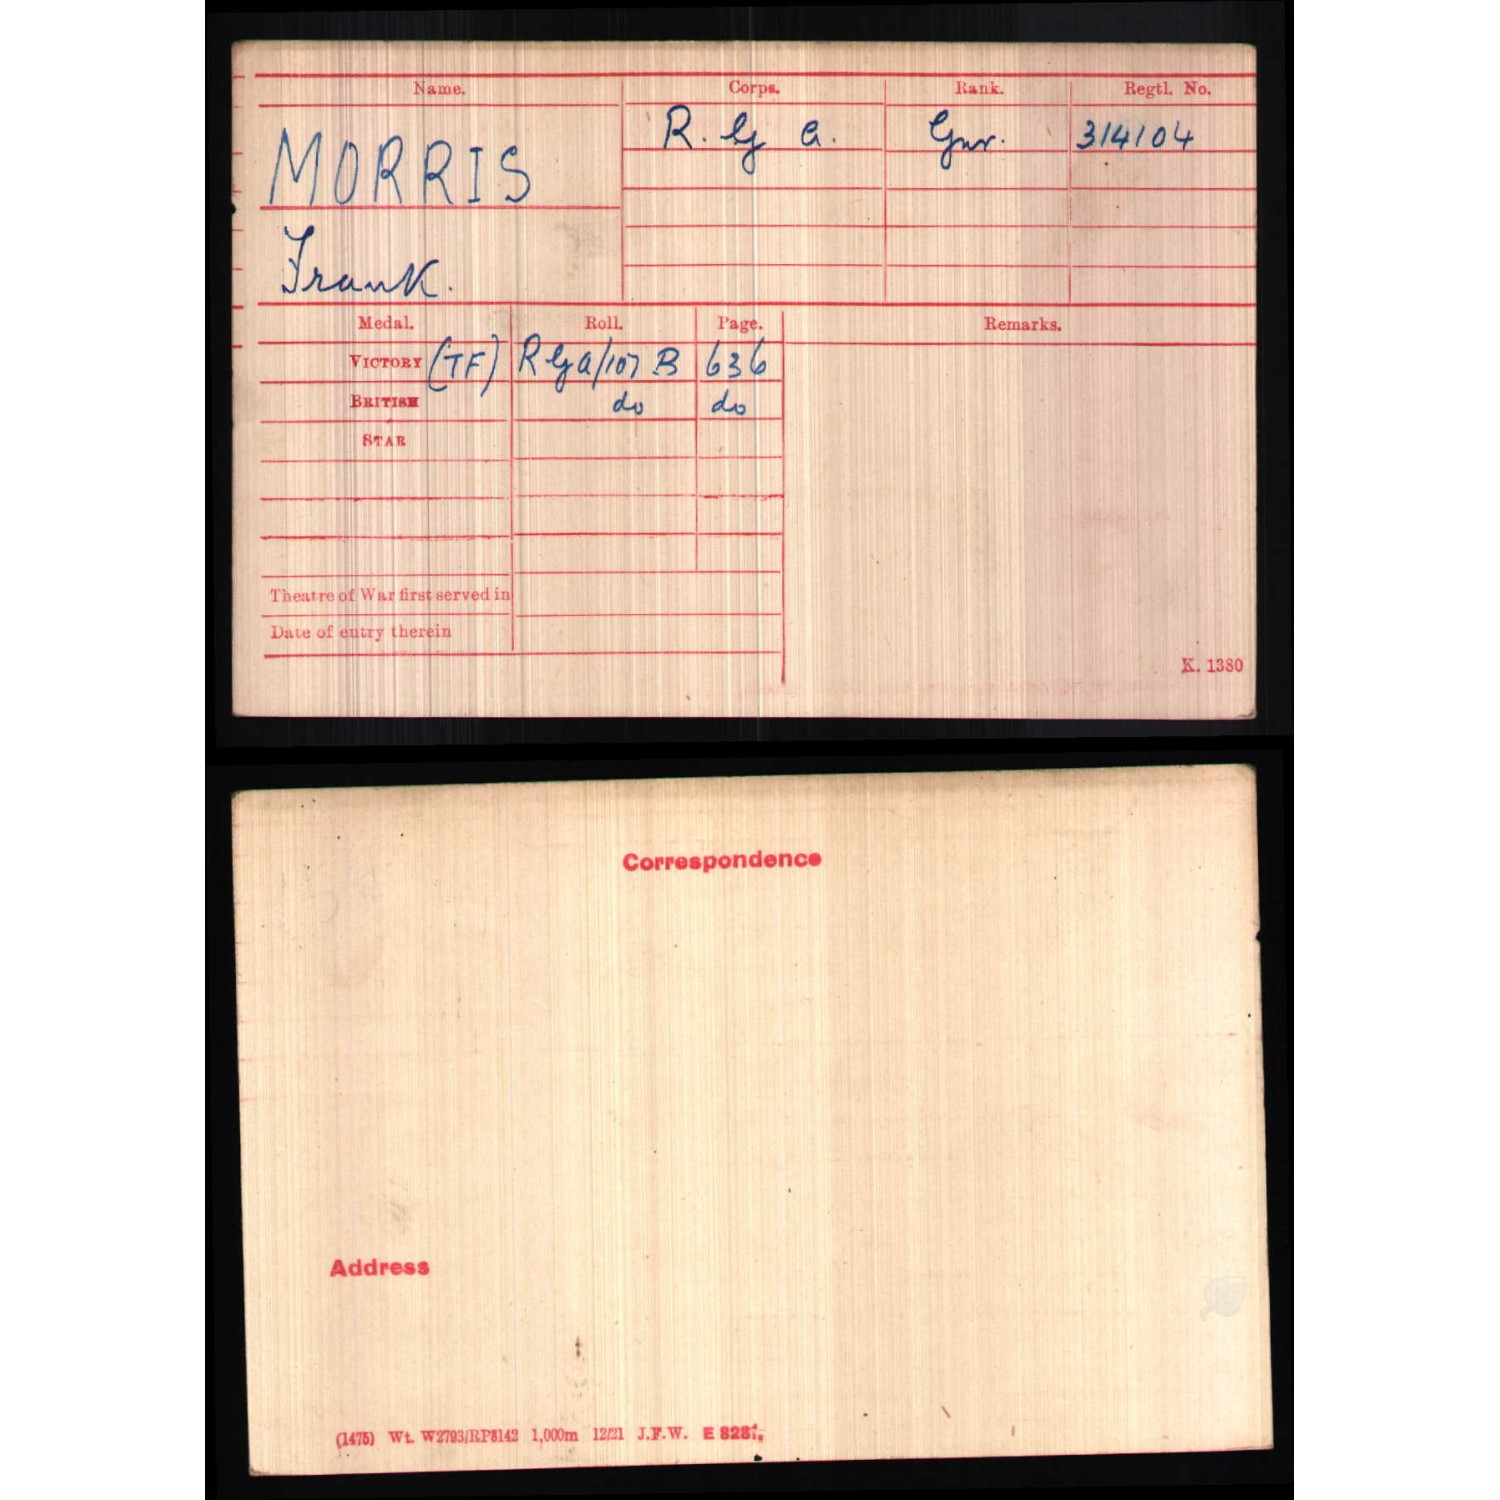 Name. Corps. Rank. Regtl. No.
MORRIS R. G A. Gnr. 314104
Frank.
Medal. Roll. Page. Remarks.
VICTORY (TF) RGA/107 B 636
BRITISH do do
STAR
Theatre of War first served in
Date of entry therein
K. 1380
Correspondence
Address
(1475) Wt. W2793/RP8142 1,000m 12/21 J.F.W. E 828